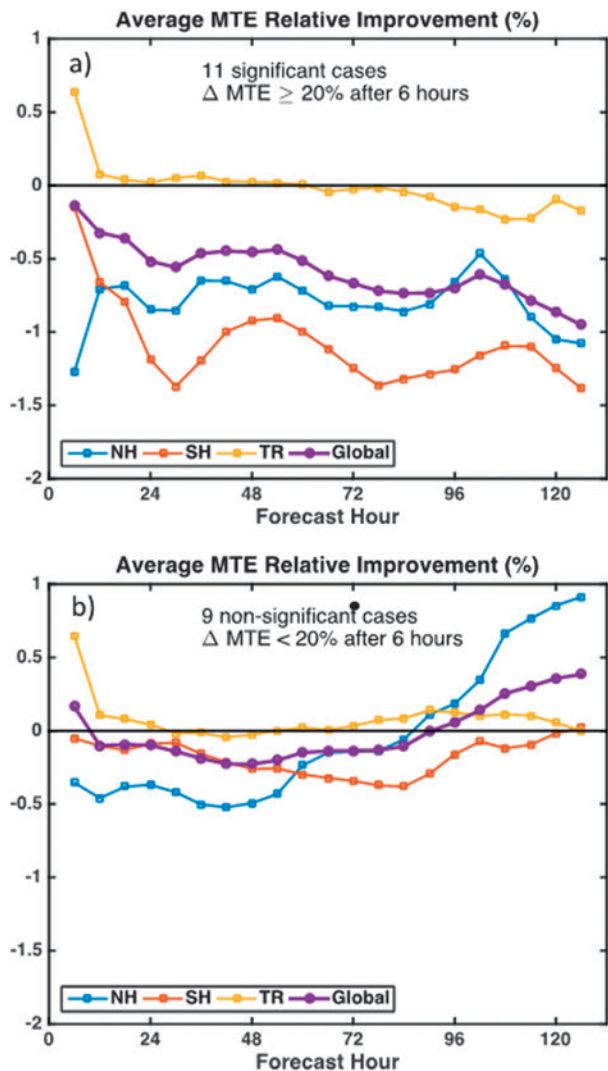 Average MTE Relative Improvement (%)
1
a)
11 significant cases
Δ MTE ≥ 20% after 6 hours
0.5
0
-0.5
-1
-1.5
NH SH TR Global
-2
0 24 48 72 96 120
Forecast Hour
Average MTE Relative Improvement (%)
1
b)
9 non-significant cases
Δ MTE < 20% after 6 hours
0.5
0
-0.5
-1
-1.5
NH SH TR Global
-2
0 24 48 72 96 120
Forecast Hour